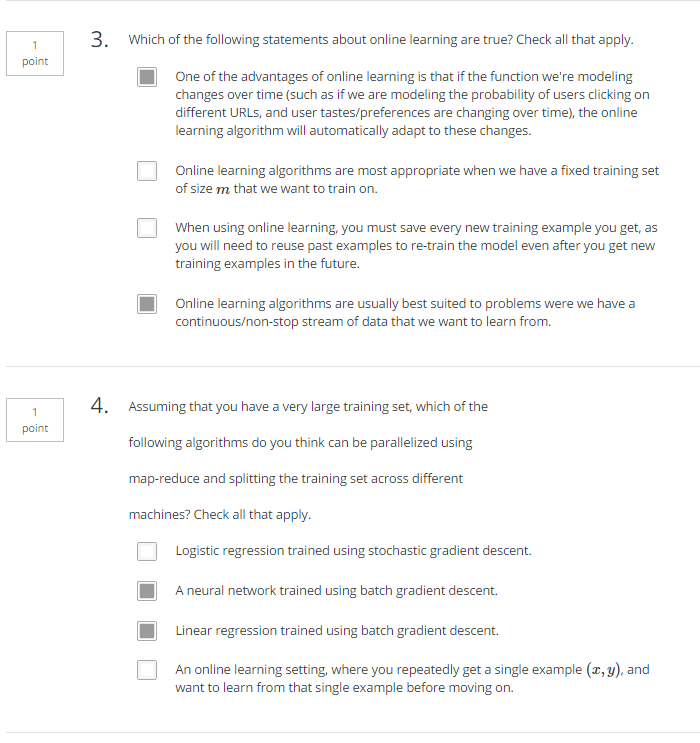 1
point
3.
Which of the following statements about online learning are true? Check all that apply.
One of the advantages of online learning is that if the function we're modeling
changes over time (such as if we are modeling the probability of users clicking on
different URLs, and user tastes/preferences are changing over time), the online
learning algorithm will automatically adapt to these changes.
Online learning algorithms are most appropriate when we have a fixed training set
of size m that we want to train on.
When using online learning, you must save every new training example you get, as
you will need to reuse past examples to re-train the model even after you get new
training examples in the future.
Online learning algorithms are usually best suited to problems were we have a
continuous/non-stop stream of data that we want to learn from.
1
point
4.
Assuming that you have a very large training set, which of the
following algorithms do you think can be parallelized using
map-reduce and splitting the training set across different
machines? Check all that apply.
Logistic regression trained using stochastic gradient descent.
A neural network trained using batch gradient descent.
Linear regression trained using batch gradient descent.
An online learning setting, where you repeatedly get a single example (x, y), and
want to learn from that single example before moving on.